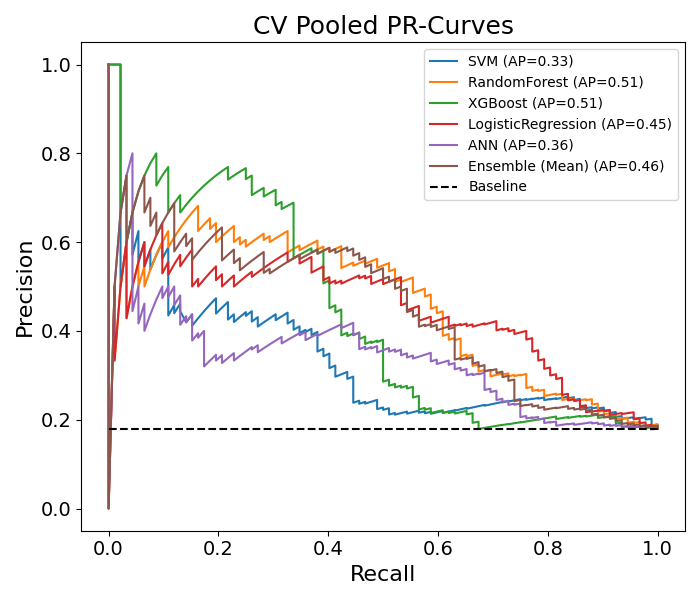 CV Pooled PR-Curves
SVM (AP=0.33)
RandomForest (AP=0.51)
XGBoost (AP=0.51)
LogisticRegression (AP=0.45)
ANN (AP=0.36)
Ensemble (Mean) (AP=0.46)
Baseline
Precision
1.0
0.8
0.6
0.4
0.2
0.0
0.0 0.2 0.4 0.6 0.8 1.0
Recall